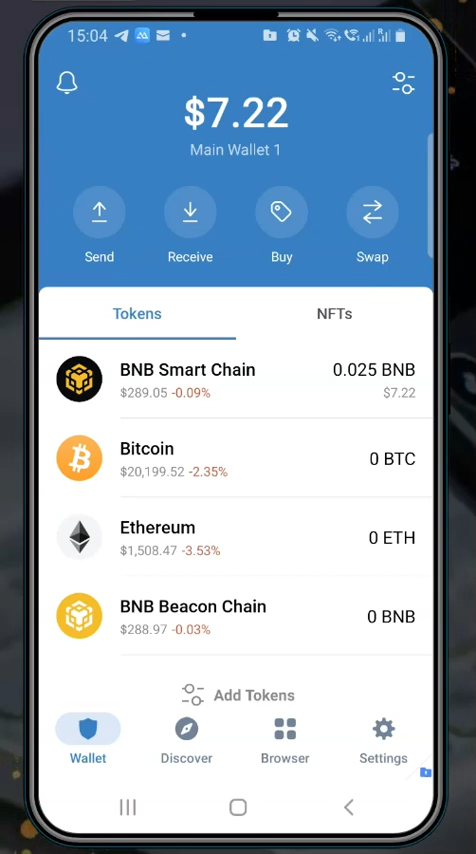 15:04
$7.22
Main Wallet 1
Send Receive Buy Swap
Tokens NFTs
BNB Smart Chain 0.025 BNB
$289.05 -0.09% $7.22
Bitcoin
$20,199.52 -2.35% 0 BTC
Ethereum
$1,508.47 -3.53% 0 ETH
BNB Beacon Chain
$288.97 -0.03% 0 BNB
Add Tokens
Wallet Discover Browser Settings